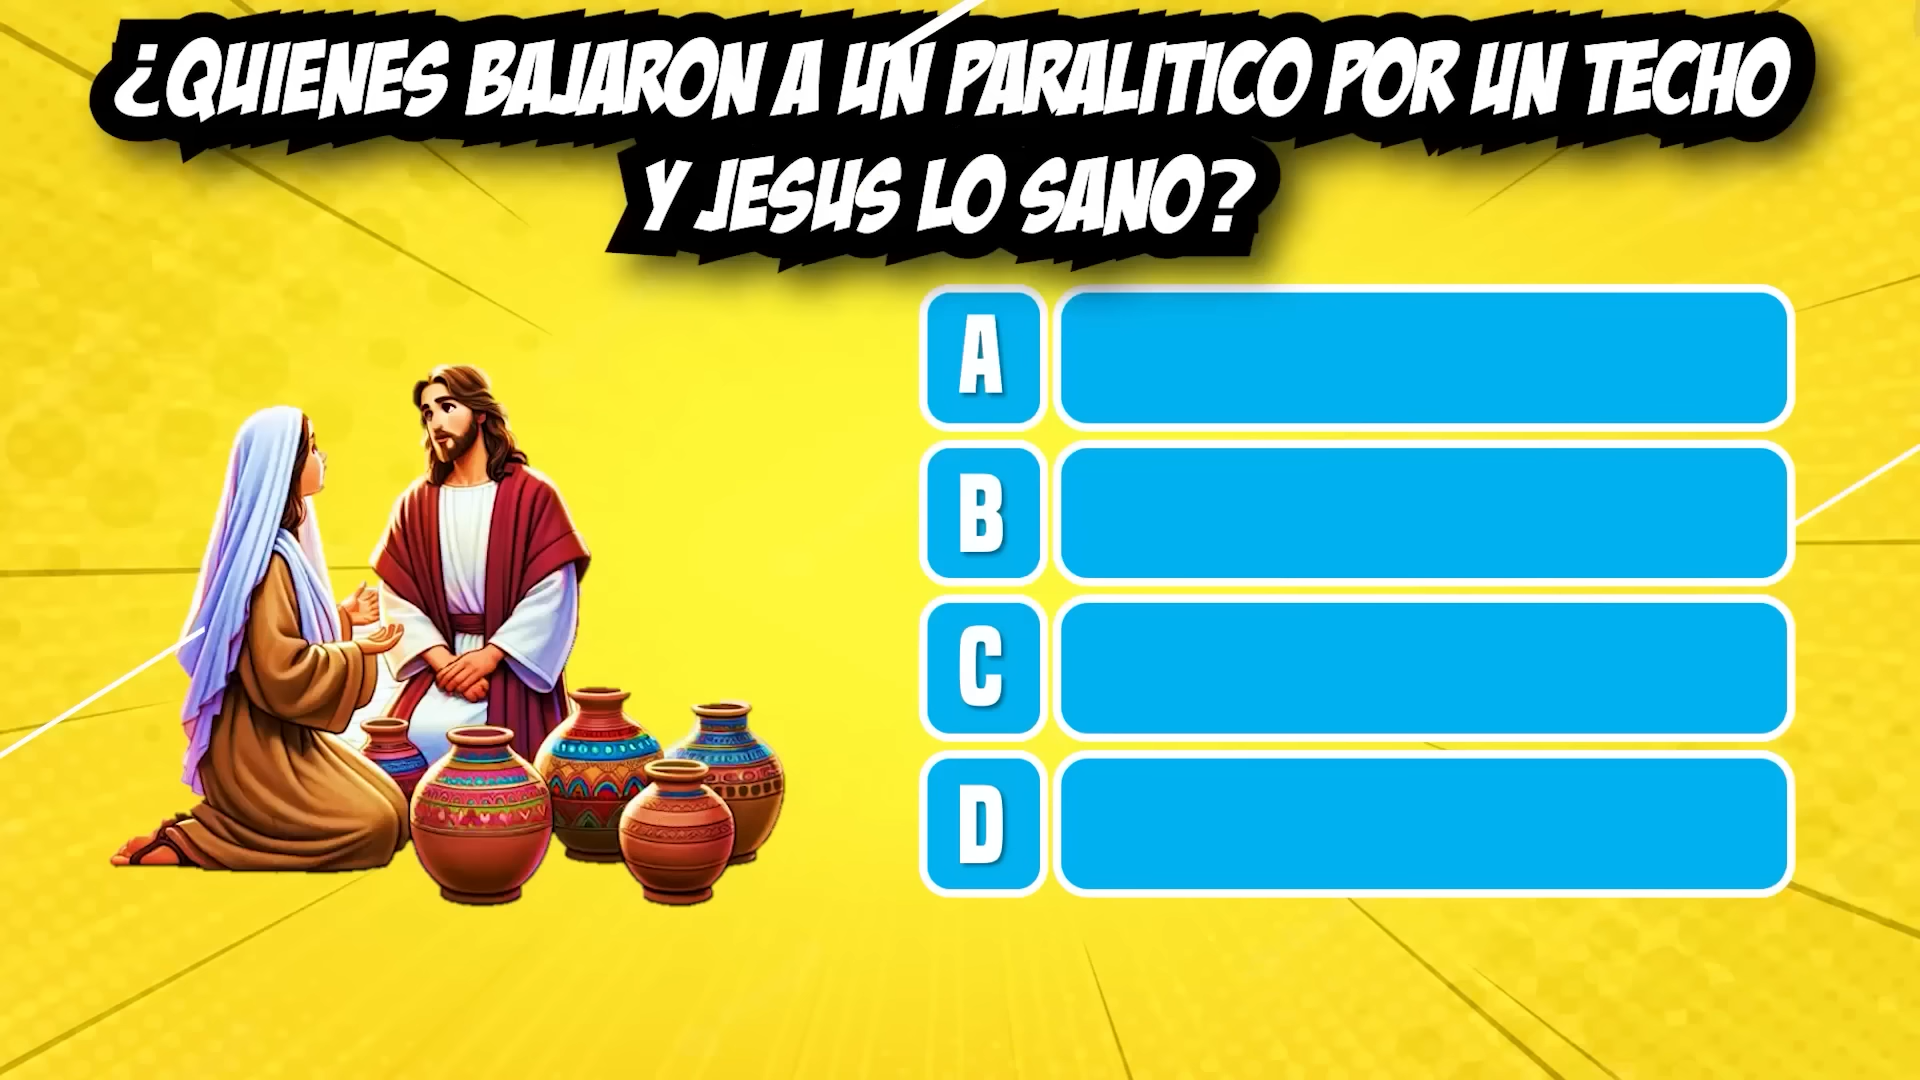 ¿QUIENES BAJARON A UN PARALITICO POR UN TECHO
Y JESUS LO SANO?
A
B
C
D